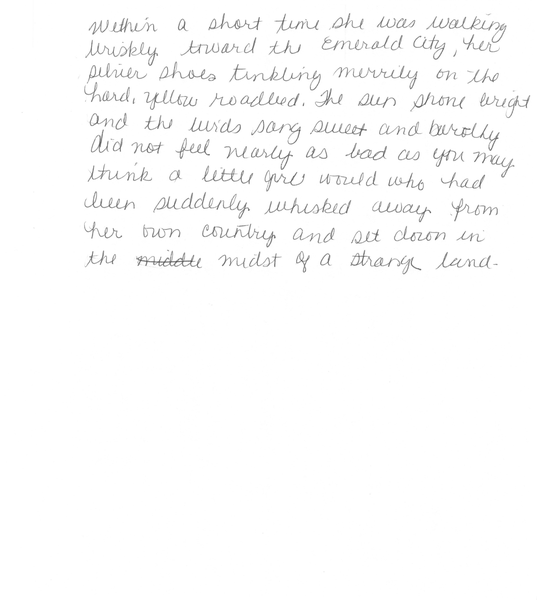 Within a short time she was walking
briskly toward the Emerald City, her
silver shoes tinkling merrily on the
hard, yellow roadbed. The sun shone bright
and the birds sang sweet and Dorothy
did not feel nearly as bad as you may
think a little girl would who had
been suddenly whisked away from
her own country and set down in
the middle midst of a strange land.